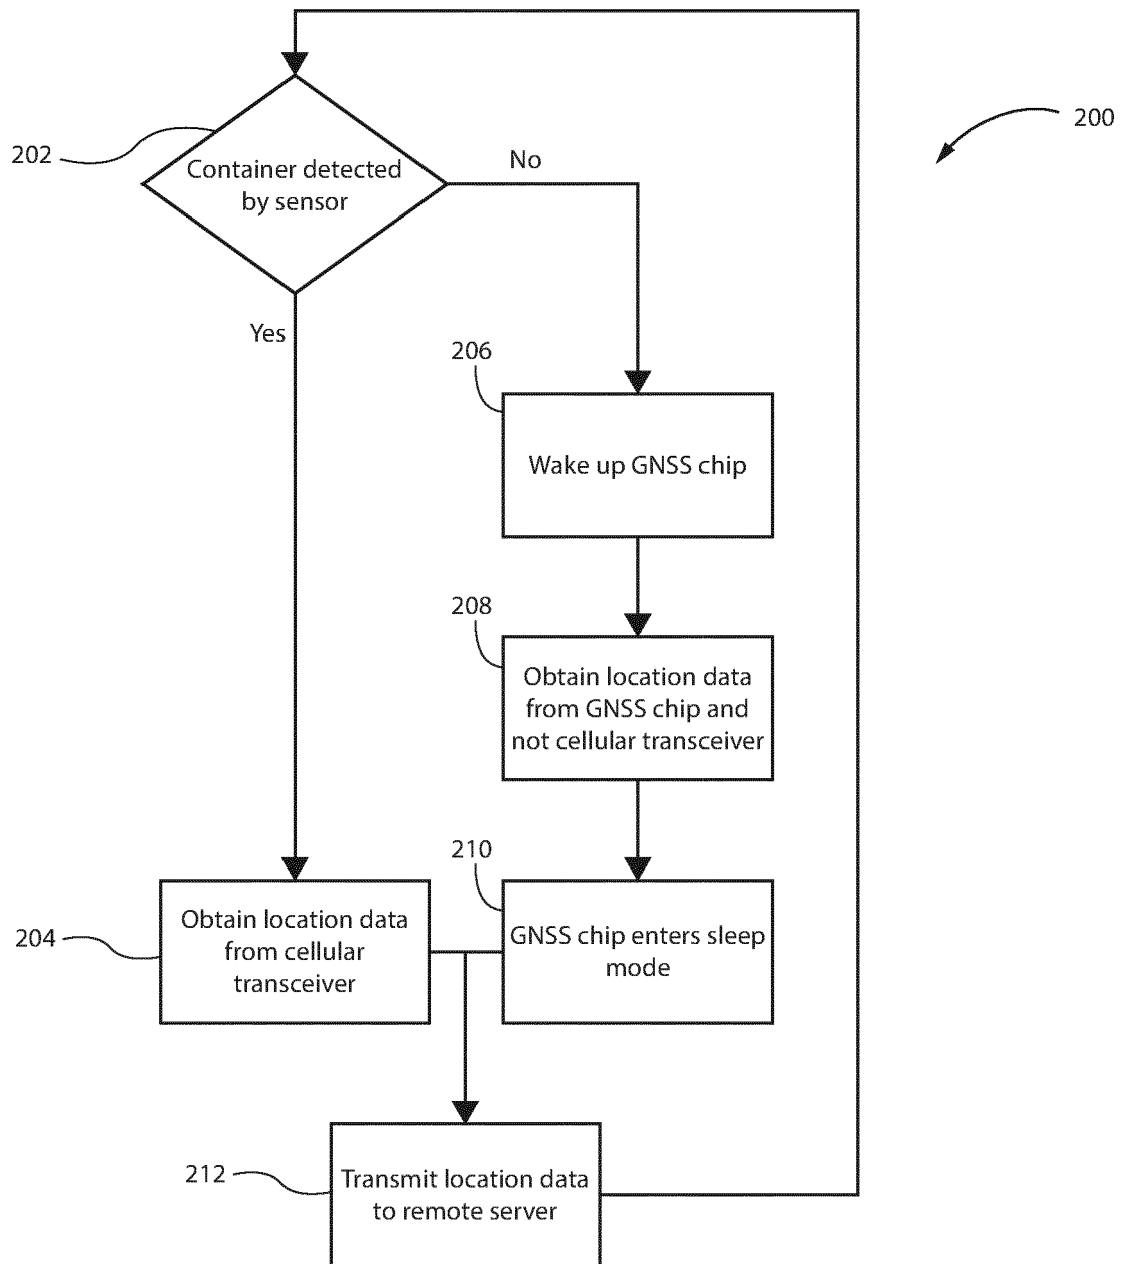 200
202
Container detected
by sensor
No
Yes
206
Wake up GNSS chip
208
Obtain location data
from GNSS chip and
not cellular transceiver
210
GNSS chip enters sleep
mode
204
Obtain location data
from cellular
transceiver
212
Transmit location data
to remote server